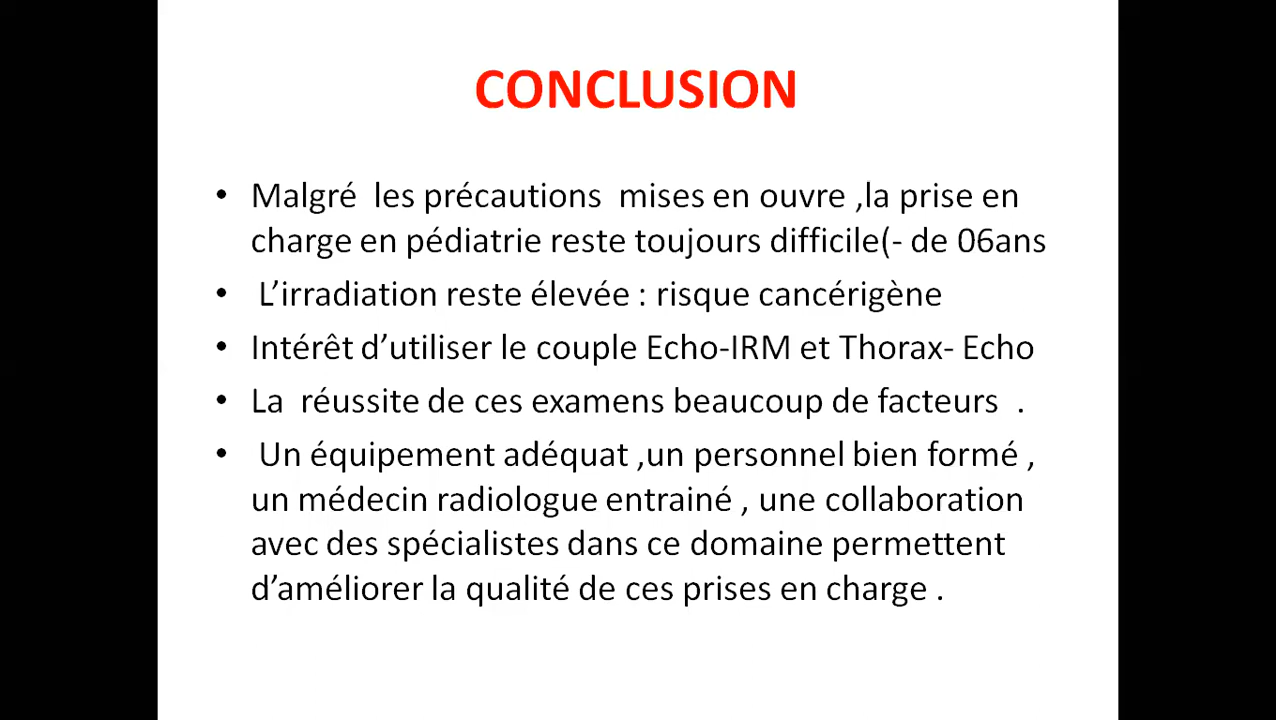 CONCLUSION
• Malgré les précautions mises en ouvre ,la prise en
charge en pédiatrie reste toujours difficile(- de 06ans
• L’irradiation reste élevée : risque cancérigène
• Intérêt d’utiliser le couple Echo-IRM et Thorax- Echo
• La réussite de ces examens beaucoup de facteurs .
• Un équipement adéquat ,un personnel bien formé ,
un médecin radiologue entrainé , une collaboration
avec des spécialistes dans ce domaine permettent
d’améliorer la qualité de ces prises en charge .